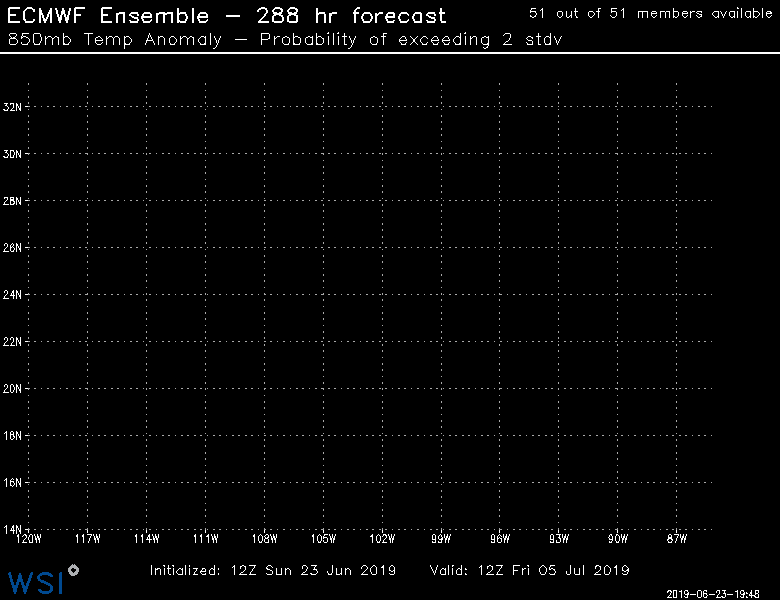 ECMWF Ensemble – 288 hr forecast
51 out of 51 members available
850mb Temp Anomaly – Probability of exceeding 2 stdv
32N
30N
28N
26N
24N
22N
20N
18N
16N
14N
120W 117W 114W 111W 108W 105W 102W 99W 96W 93W 90W 87W
Initialized: 12Z Sun 23 Jun 2019 Valid: 12Z Fri 05 Jul 2019
WSI
2019-06-23-19:48